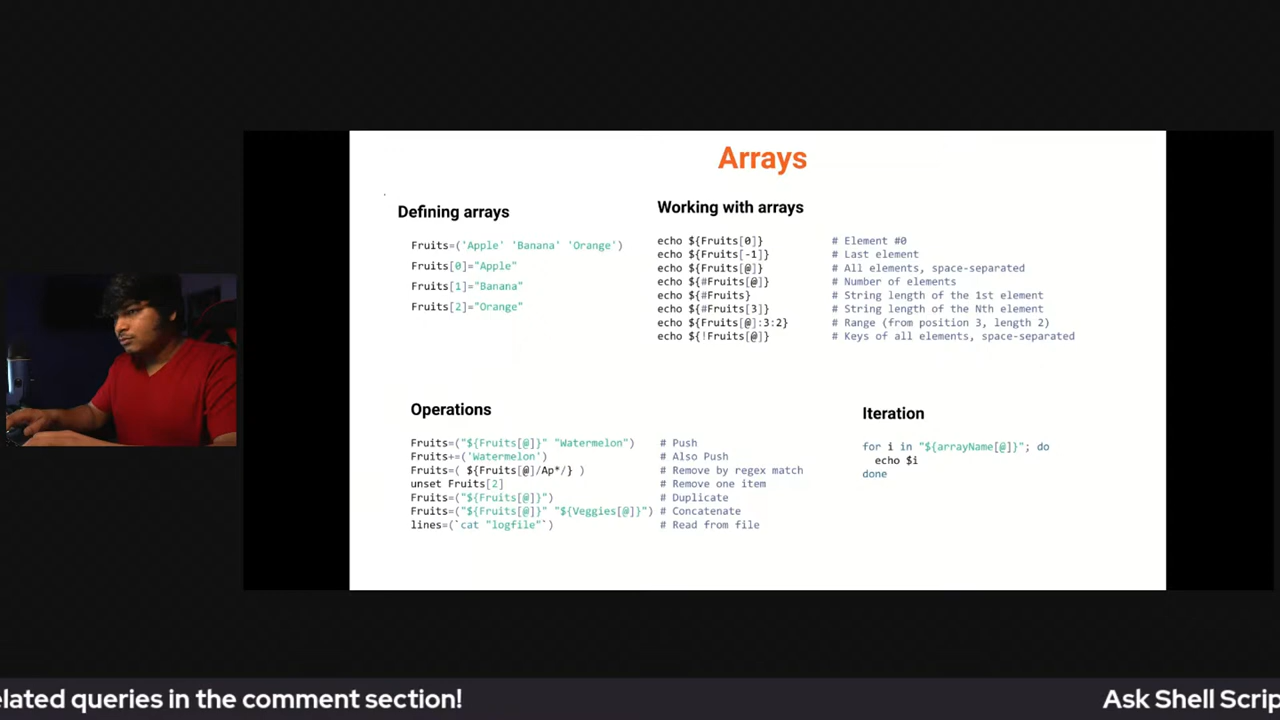 Arrays
Defining arrays
Fruits=('Apple' 'Banana' 'Orange')
Fruits[0]="Apple"
Fruits[1]="Banana"
Fruits[2]="Orange"
Working with arrays
echo ${Fruits[0]} # Element #0
echo ${Fruits[-1]} # Last element
echo ${Fruits[@]} # All elements, space-separated
echo ${#Fruits[@]} # Number of elements
echo ${#Fruits} # String length of the 1st element
echo ${#Fruits[3]} # String length of the Nth element
echo ${Fruits[@]:3:2} # Range (from position 3, length 2)
echo ${!Fruits[@]} # Keys of all elements, space-separated
Operations
Fruits=("${Fruits[@]}" "Watermelon") # Push
Fruits+=('Watermelon') # Also Push
Fruits=( ${Fruits[@]/Ap*/} ) # Remove by regex match
unset Fruits[2] # Remove one item
Fruits=("${Fruits[@]}") # Duplicate
Fruits=("${Fruits[@]}" "${Veggies[@]}") # Concatenate
lines=(`cat "logfile"`) # Read from file
Iteration
for i in "${arrayName[@]}"; do
echo $i
done
elated queries in the comment section! Ask Shell Scrip